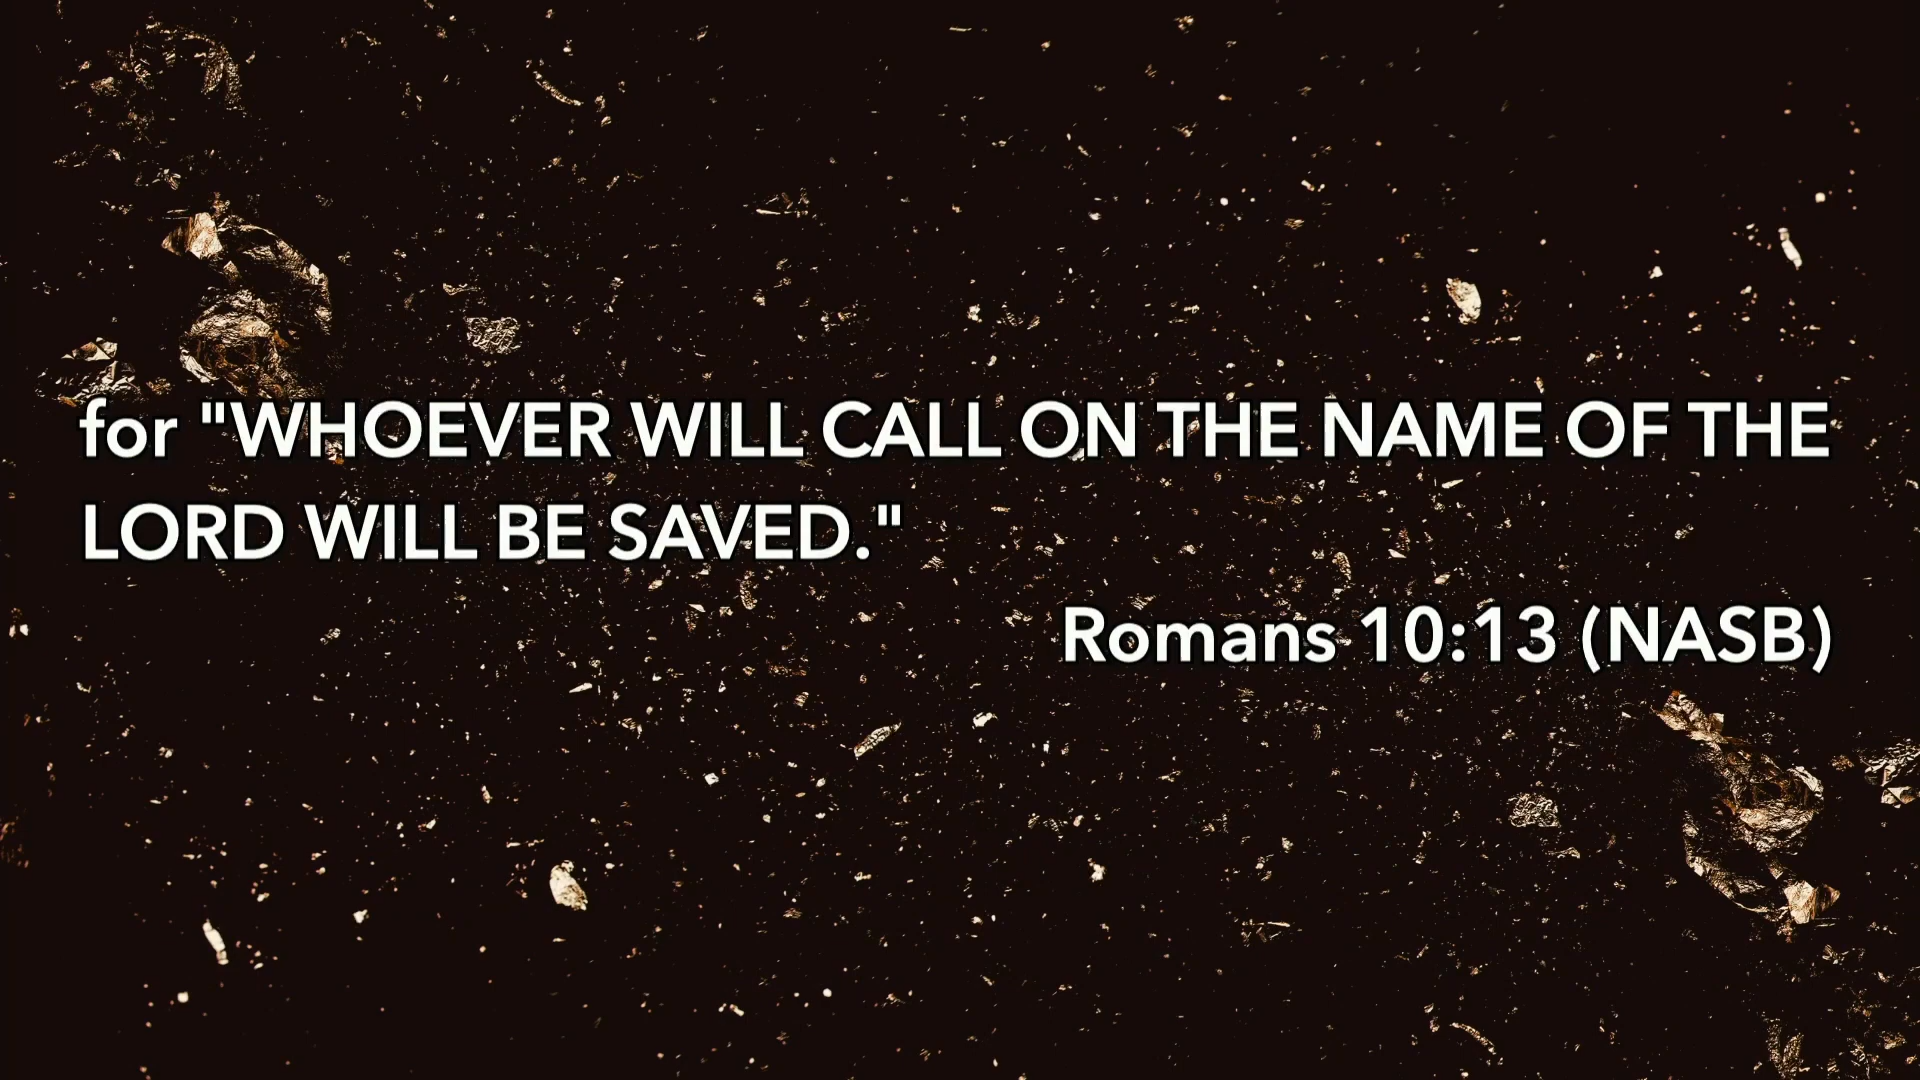 for "WHOEVER WILL CALL ON THE NAME OF THE
LORD WILL BE SAVED."
Romans 10:13 (NASB)